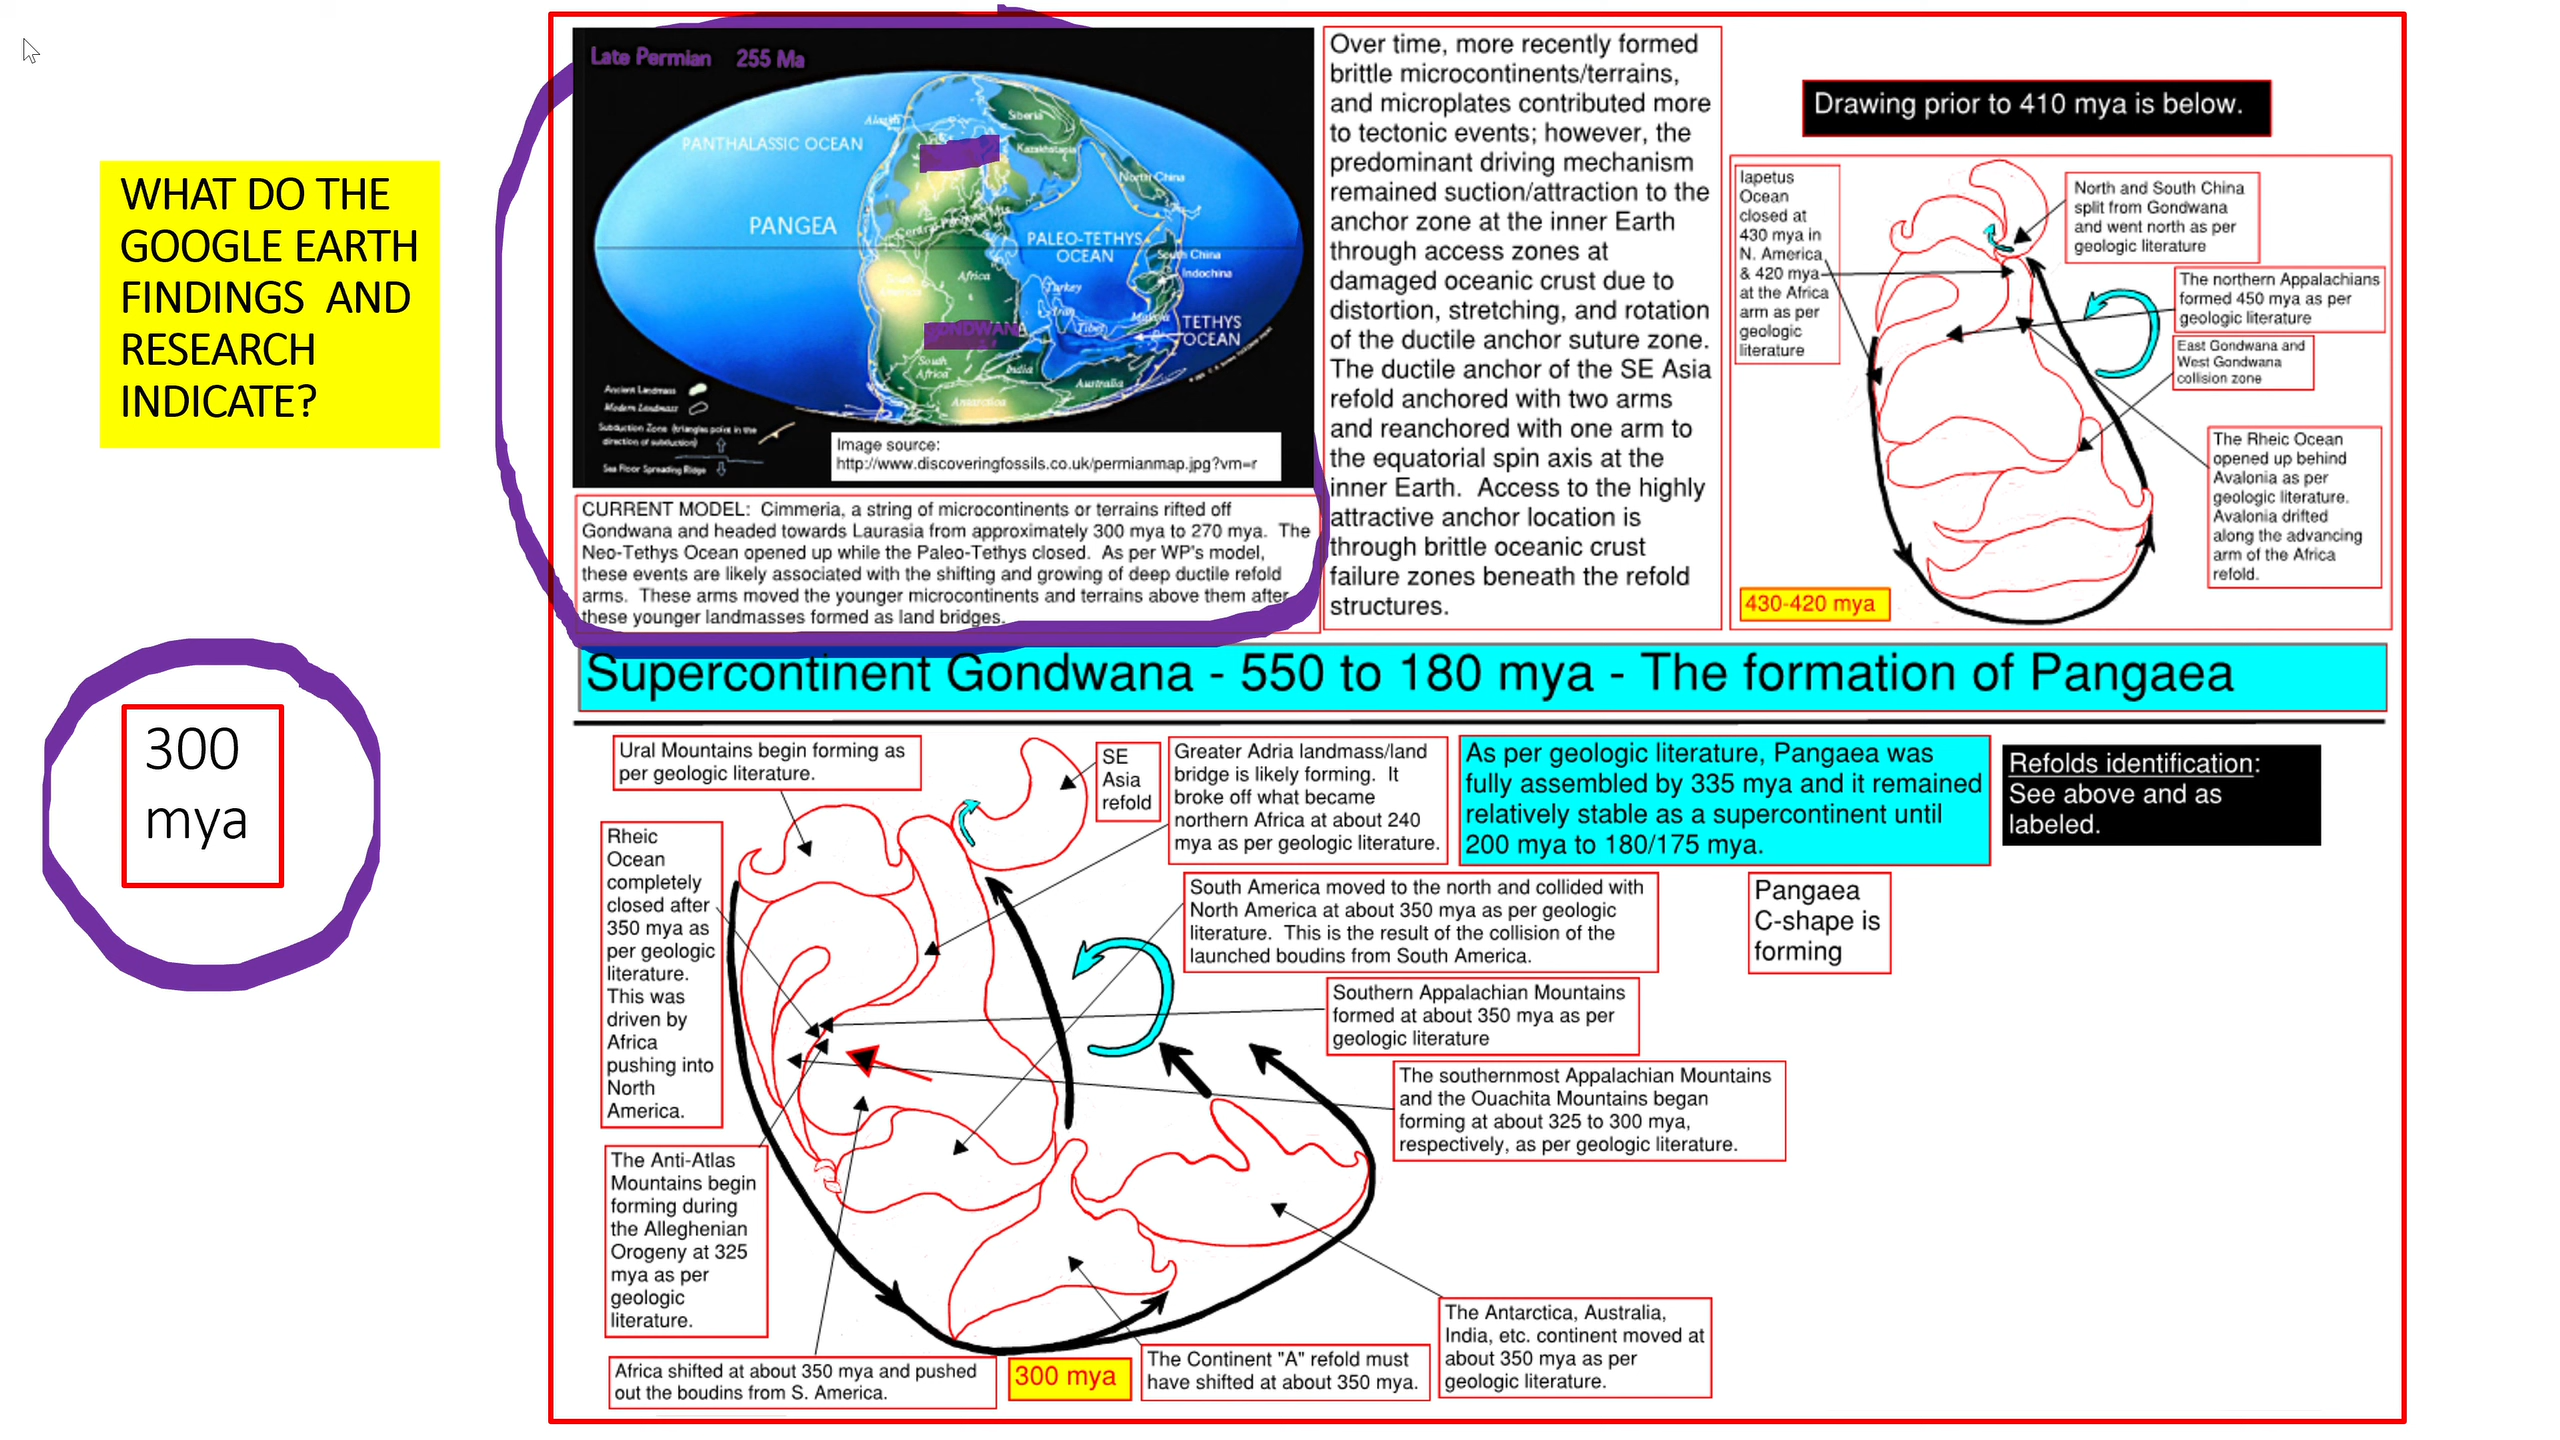 WHAT DO THE
GOOGLE EARTH
FINDINGS AND
RESEARCH
INDICATE?
300
mya
Late Permian 255 Ma
PANTHALASSIC OCEAN
PANGEA
Alaska
Siberia
Kazakhstania
North China
Central Pangean Mts
PALEO-TETHYS
OCEAN
South China
Indochina
South
America
Africa
Turkey
Iran
Tibet
Malaya
TETHYS
OCEAN
GONDWANA
South
Africa
India
Australia
Antarctica
Ancient Landmass
Modern Landmass
Subduction Zone (triangles point in the
direction of subduction)
Sea Floor Spreading Ridge
Image source:
http://www.discoveringfossils.co.uk/permianmap.jpg?vm=r
CURRENT MODEL: Cimmeria, a string of microcontinents or terrains rifted off
Gondwana and headed towards Laurasia from approximately 300 mya to 270 mya. The
Neo-Tethys Ocean opened up while the Paleo-Tethys closed. As per WP's model,
these events are likely associated with the shifting and growing of deep ductile refold
arms. These arms moved the younger microcontinents and terrains above them after
these younger landmasses formed as land bridges.
Over time, more recently formed
brittle microcontinents/terrains,
and microplates contributed more
to tectonic events; however, the
predominant driving mechanism
remained suction/attraction to the
anchor zone at the inner Earth
through access zones at
damaged oceanic crust due to
distortion, stretching, and rotation
of the ductile anchor suture zone.
The ductile anchor of the SE Asia
refold anchored with two arms
and reanchored with one arm to
the equatorial spin axis at the
inner Earth. Access to the highly
attractive anchor location is
through brittle oceanic crust
failure zones beneath the refold
structures.
Drawing prior to 410 mya is below.
Iapetus
Ocean
closed at
430 mya in
N. America
& 420 mya
at the Africa
arm as per
geologic
literature
North and South China
split from Gondwana
and went north as per
geologic literature
The northern Appalachians
formed 450 mya as per
geologic literature
East Gondwana and
West Gondwana
collision zone
The Rheic Ocean
opened up behind
Avalonia as per
geologic literature.
Avalonia drifted
along the advancing
arm of the Africa
refold.
430-420 mya
Supercontinent Gondwana - 550 to 180 mya - The formation of Pangaea
Ural Mountains begin forming as
per geologic literature.
SE
Asia
refold
Greater Adria landmass/land
bridge is likely forming. It
broke off what became
northern Africa at about 240
mya as per geologic literature.
As per geologic literature, Pangaea was
fully assembled by 335 mya and it remained
relatively stable as a supercontinent until
200 mya to 180/175 mya.
Refolds identification:
See above and as
labeled.
Rheic
Ocean
completely
closed after
350 mya as
per geologic
literature.
This was
driven by
Africa
pushing into
North
America.
South America moved to the north and collided with
North America at about 350 mya as per geologic
literature. This is the result of the collision of the
launched boudins from South America.
Pangaea
C-shape is
forming
Southern Appalachian Mountains
formed at about 350 mya as per
geologic literature
The southernmost Appalachian Mountains
and the Ouachita Mountains began
forming at about 325 to 300 mya,
respectively, as per geologic literature.
The Anti-Atlas
Mountains begin
forming during
the Alleghenian
Orogeny at 325
mya as per
geologic
literature.
The Antarctica, Australia,
India, etc. continent moved at
about 350 mya as per
geologic literature.
Africa shifted at about 350 mya and pushed
out the boudins from S. America.
300 mya
The Continent "A" refold must
have shifted at about 350 mya.